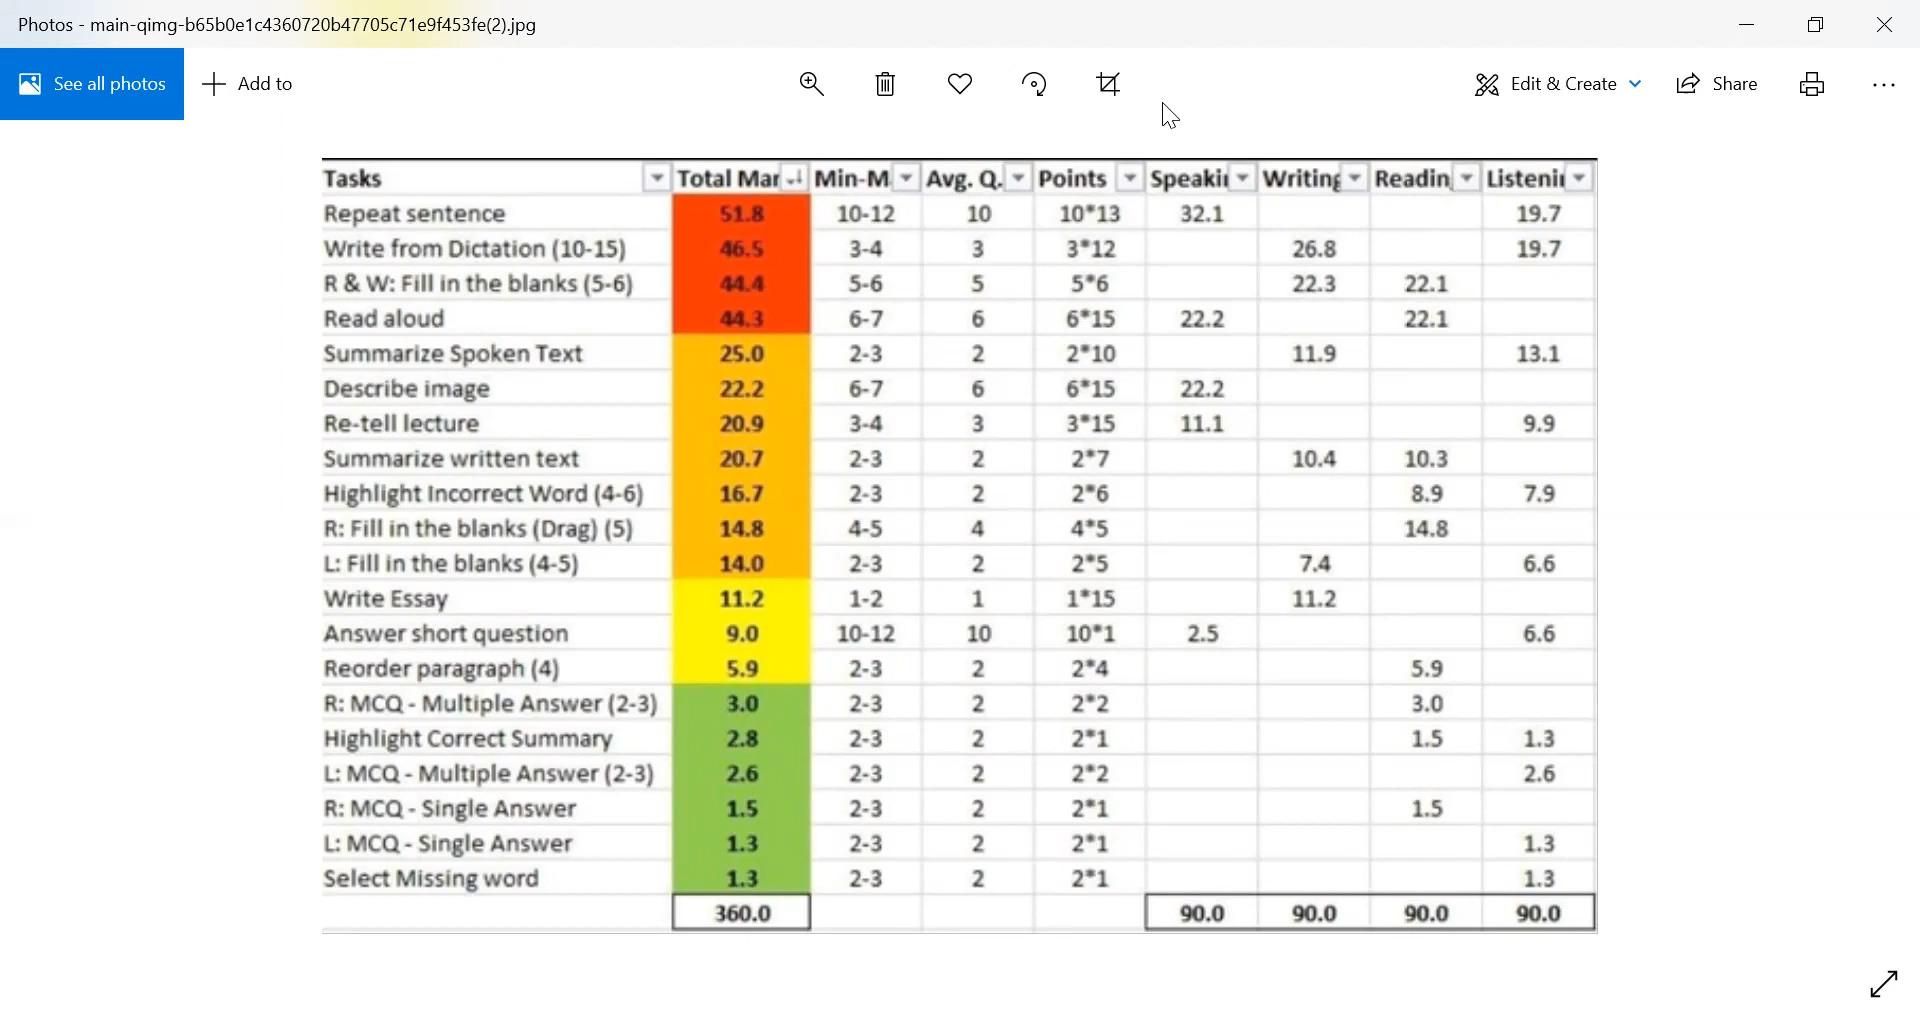 Photos - main-qimg-b65b0e1c4360720b47705c71e9f453fe(2).jpg
See all photos Add to Edit & Create Share
Tasks Total Mar Min-M Avg. Q. Points Speaki Writing Readin Listeni
Repeat sentence 51.8 10-12 10 10*13 32.1 19.7
Write from Dictation (10-15) 46.5 3-4 3 3*12 26.8 19.7
R & W: Fill in the blanks (5-6) 44.4 5-6 5 5*6 22.3 22.1
Read aloud 44.3 6-7 6 6*15 22.2 22.1
Summarize Spoken Text 25.0 2-3 2 2*10 11.9 13.1
Describe image 22.2 6-7 6 6*15 22.2
Re-tell lecture 20.9 3-4 3 3*15 11.1 9.9
Summarize written text 20.7 2-3 2 2*7 10.4 10.3
Highlight Incorrect Word (4-6) 16.7 2-3 2 2*6 8.9 7.9
R: Fill in the blanks (Drag) (5) 14.8 4-5 4 4*5 14.8
L: Fill in the blanks (4-5) 14.0 2-3 2 2*5 7.4 6.6
Write Essay 11.2 1-2 1 1*15 11.2
Answer short question 9.0 10-12 10 10*1 2.5 6.6
Reorder paragraph (4) 5.9 2-3 2 2*4 5.9
R: MCQ - Multiple Answer (2-3) 3.0 2-3 2 2*2 3.0
Highlight Correct Summary 2.8 2-3 2 2*1 1.5 1.3
L: MCQ - Multiple Answer (2-3) 2.6 2-3 2 2*2 2.6
R: MCQ - Single Answer 1.5 2-3 2 2*1 1.5
L: MCQ - Single Answer 1.3 2-3 2 2*1 1.3
Select Missing word 1.3 2-3 2 2*1 1.3
360.0 90.0 90.0 90.0 90.0